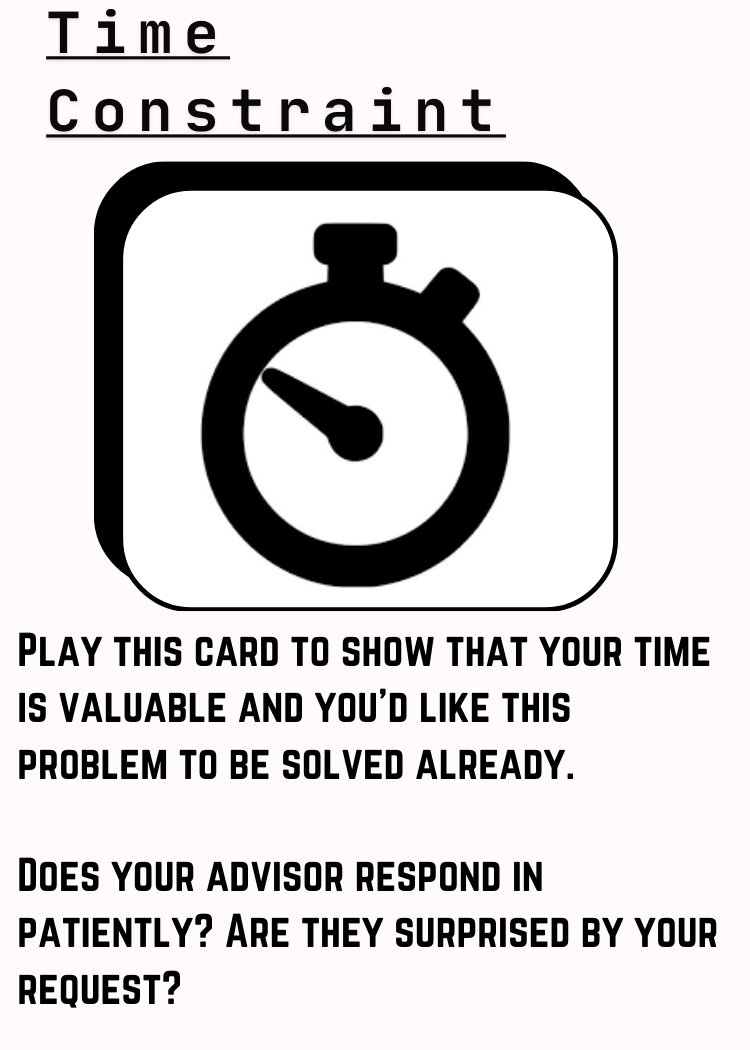 Time
Constraint
Play this card to show that your time
is valuable and you’d like this
problem to be solved already.
Does your advisor respond in
patiently? Are they surprised by your
request?